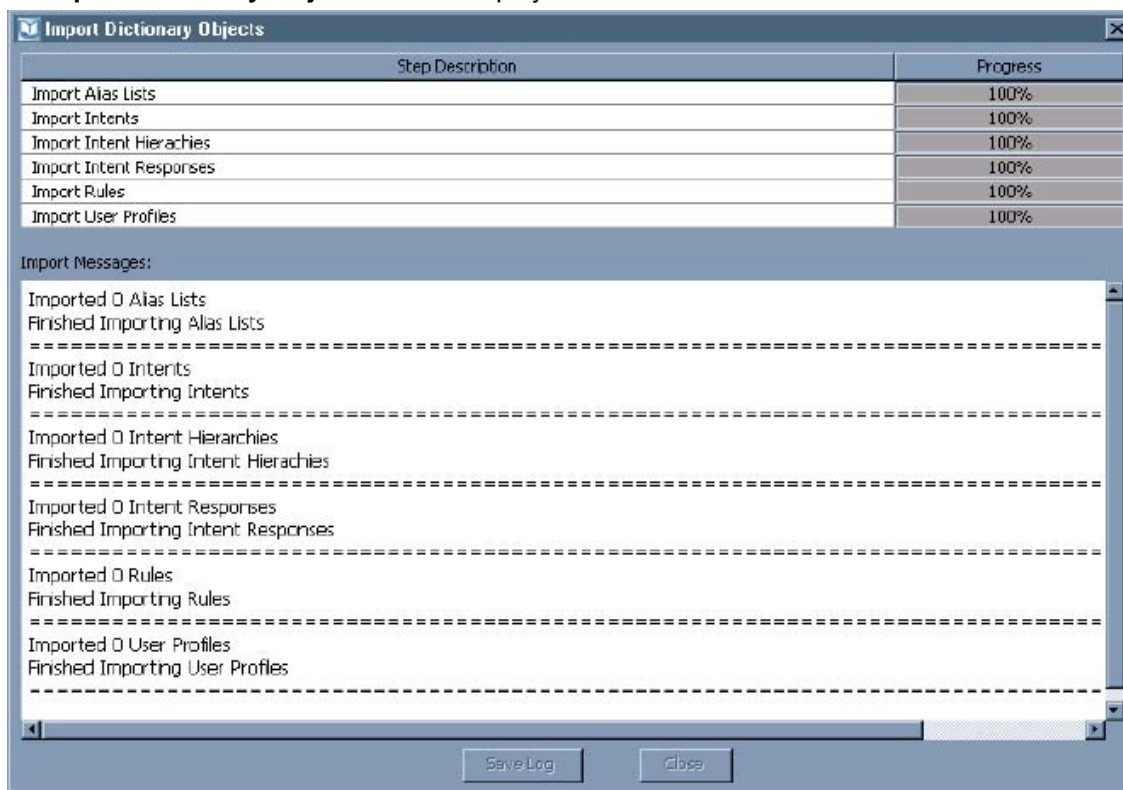 Import Dictionary Objects
Step Description Progress
Import Alias Lists 100%
Import Intents 100%
Import Intent Hierachies 100%
Import Intent Responses 100%
Import Rules 100%
Import User Profiles 100%
Import Messages:
Imported 0 Alias Lists
Finished Importing Alias Lists
================================================================================
Imported 0 Intents
Finished Importing Intents
================================================================================
Imported 0 Intent Hierarchies
Finished Importing Intent Hierachies
================================================================================
Imported 0 Intent Responses
Finished Importing Intent Responses
================================================================================
Imported 0 Rules
Finished Importing Rules
================================================================================
Imported 0 User Profiles
Finished Importing User Profiles
--------------------------------------------------------------------------------
Save Log Close